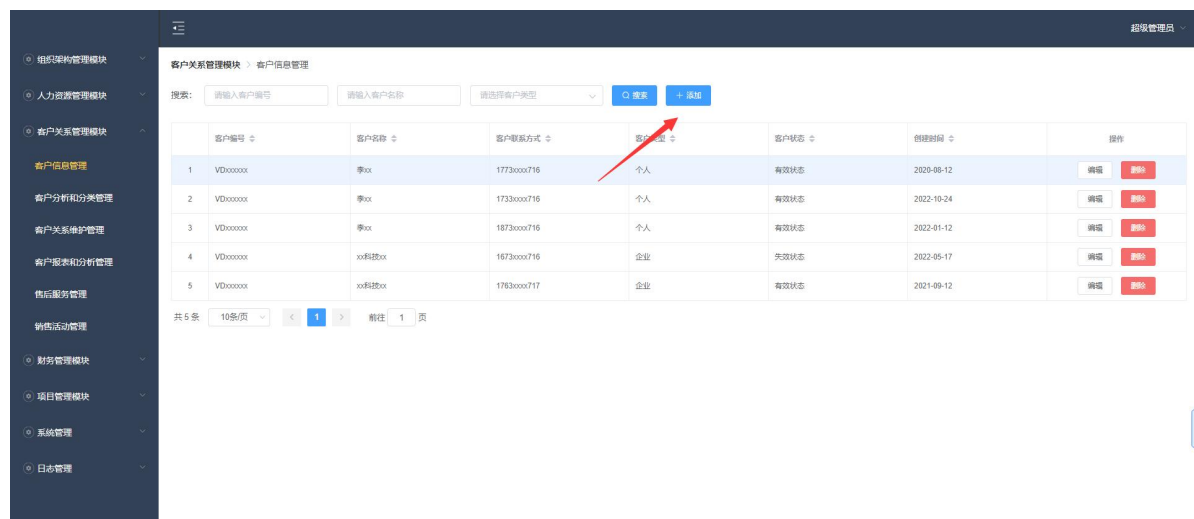 超级管理员
组织架构管理模块
人力资源管理模块
客户关系管理模块
客户信息管理
客户分析和分类管理
客户关系维护管理
客户报表和分析管理
售后服务管理
销售活动管理
财务管理模块
项目管理模块
系统管理
日志管理
客户关系管理模块 > 客户信息管理
搜索: 请输入客户编号 请输入客户名称 请选择客户类型 搜索 + 添加
客户编号 客户名称 客户联系方式 客户类型 客户状态 创建时间 操作
1 VDxxxxxx 李xx 1773xxxx716 个人 有效状态 2020-08-12 编辑 删除
2 VDxxxxxx 李xx 1733xxxx716 个人 有效状态 2022-10-24 编辑 删除
3 VDxxxxxx 李xx 1873xxxx716 个人 有效状态 2022-01-12 编辑 删除
4 VDxxxxxx xx科技xx 1673xxxx716 企业 失效状态 2022-05-17 编辑 删除
5 VDxxxxxx xx科技xx 1763xxxx717 企业 有效状态 2021-09-12 编辑 删除
共 5 条 10条/页 < 1 > 前往 1 页